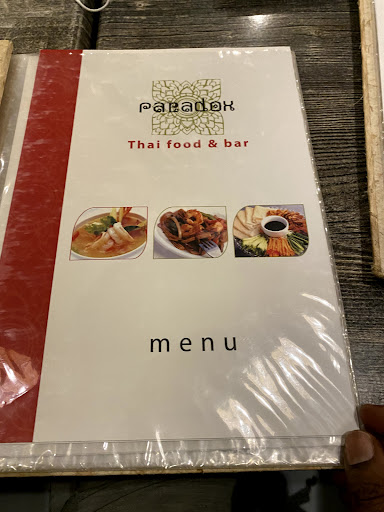 Paradox
Thai food & bar
menu